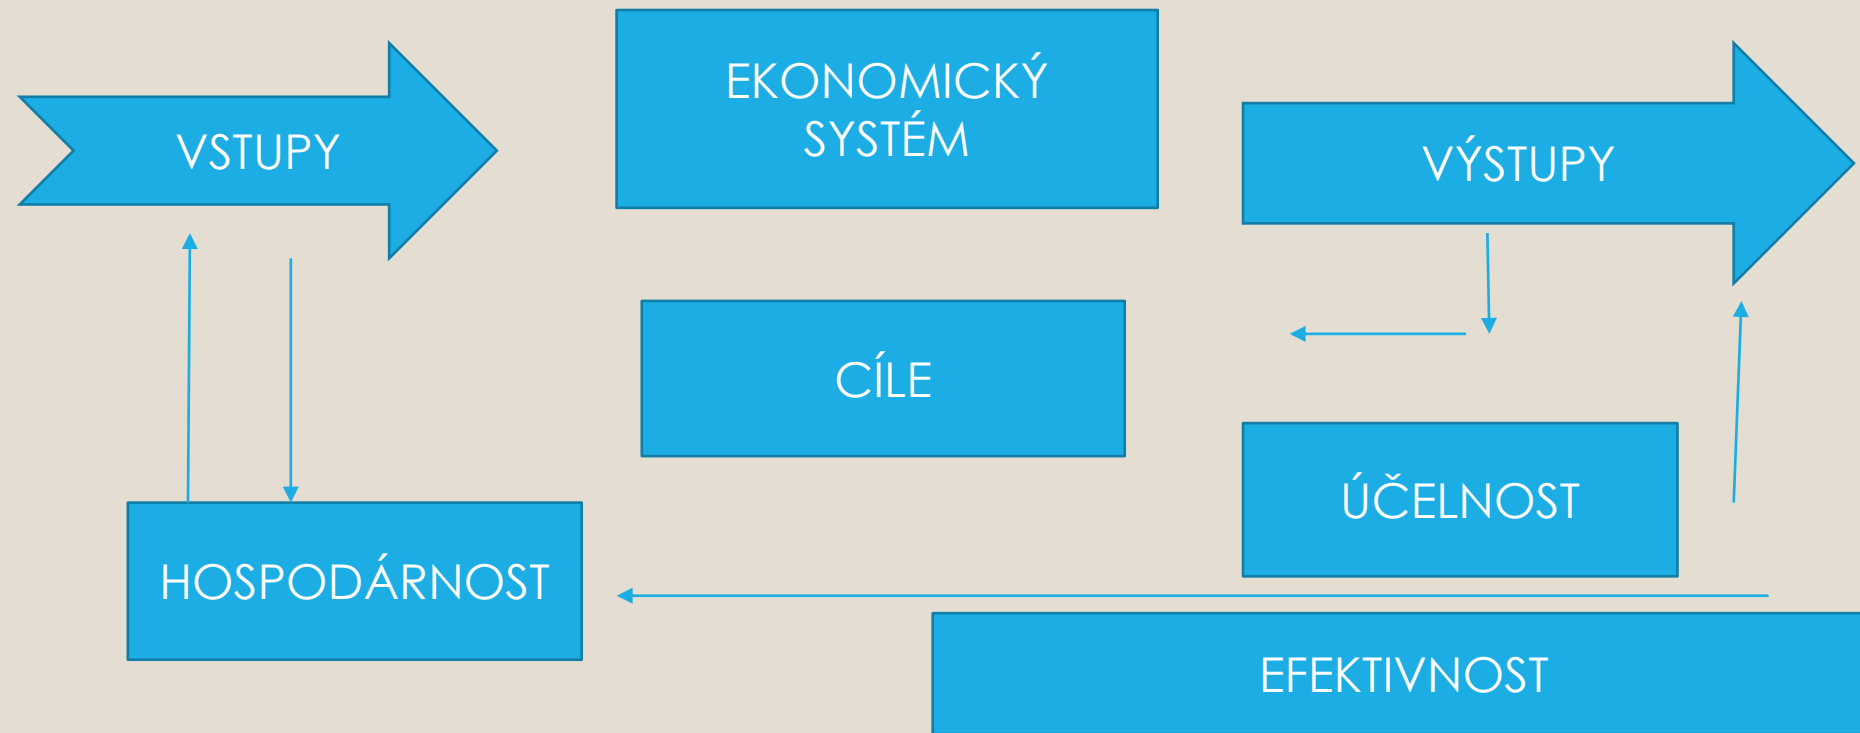 VSTUPY
EKONOMICKÝ
SYSTÉM
VÝSTUPY
CÍLE
ÚČELNOST
HOSPODÁRNOST
EFEKTIVNOST